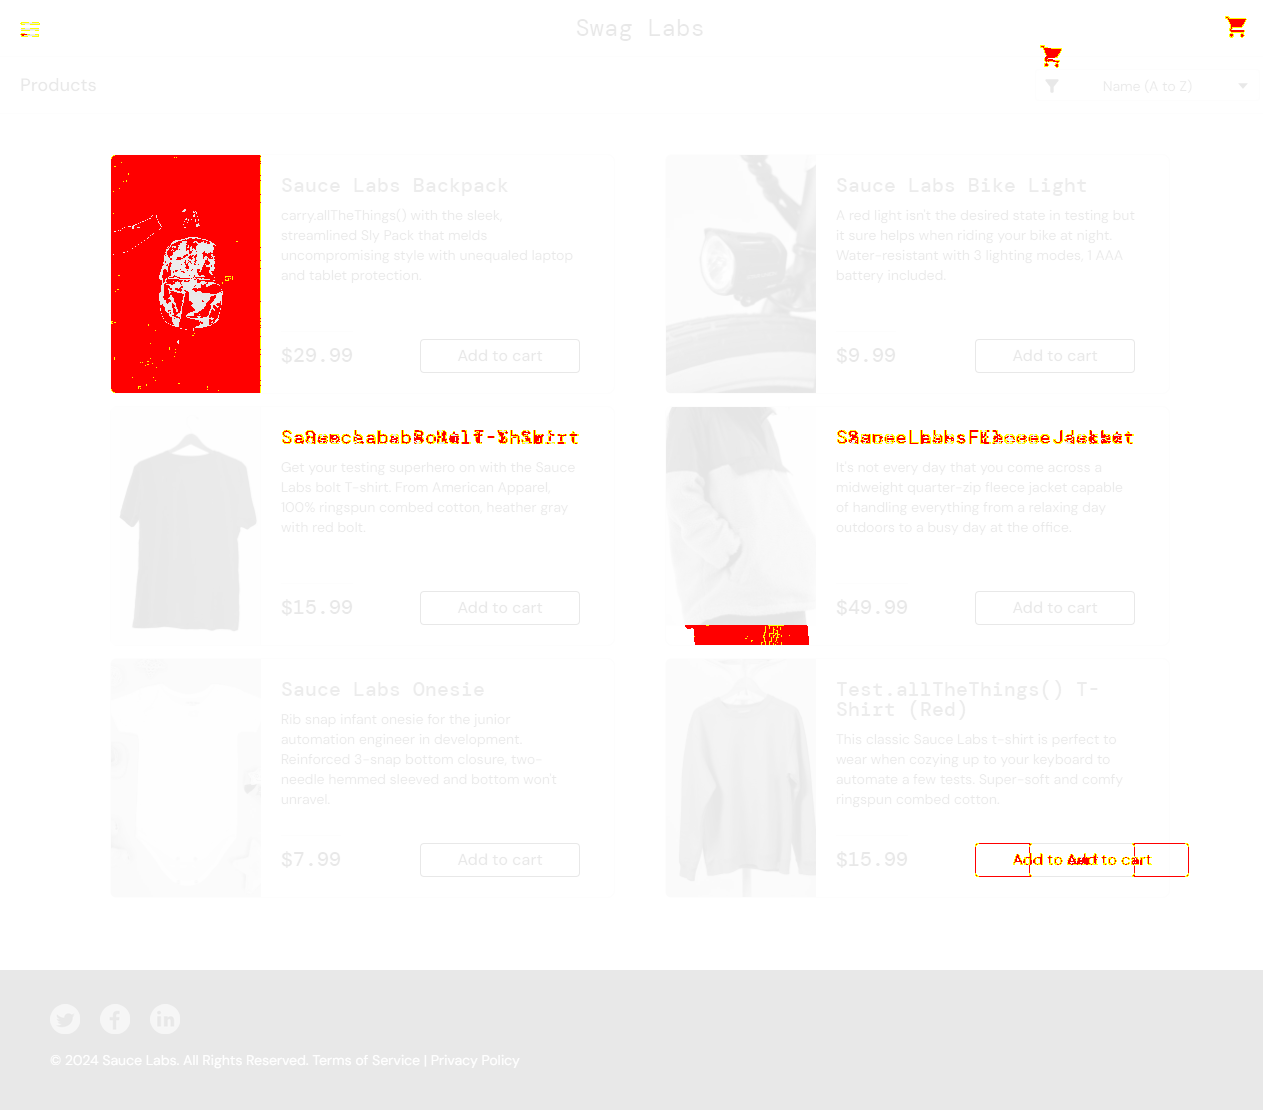 Swag Labs
Products
Name (A to Z)
Sauce Labs Backpack
carry.allTheThings() with the sleek,
streamlined Sly Pack that melds
uncompromising style with unequaled laptop
and tablet protection.
$29.99
Add to cart
Sauce Labs Bike Light
A red light isn't the desired state in testing but
it sure helps when riding your bike at night.
Water-resistant with 3 lighting modes, 1 AAA
battery included.
$9.99
Add to cart
T-Shirt
Get your testing superhero on with the Sauce
Labs bolt T-shirt. From American Apparel,
100% ringspun combed cotton, heather gray
with red bolt.
$15.99
Add to cart
Jacket
It's not every day that you come across a
midweight quarter-zip fleece jacket capable
of handling everything from a relaxing day
outdoors to a busy day at the office.
$49.99
Add to cart
Sauce Labs Onesie
Rib snap infant onesie for the junior
automation engineer in development.
Reinforced 3-snap bottom closure, two-
needle hemmed sleeved and bottom won't
unravel.
$7.99
Add to cart
Test.allTheThings() T-
Shirt (Red)
This classic Sauce Labs t-shirt is perfect to
wear when cozying up to your keyboard to
automate a few tests. Super-soft and comfy
ringspun combed cotton.
$15.99
Add to cart
© 2024 Sauce Labs. All Rights Reserved. Terms of Service | Privacy Policy